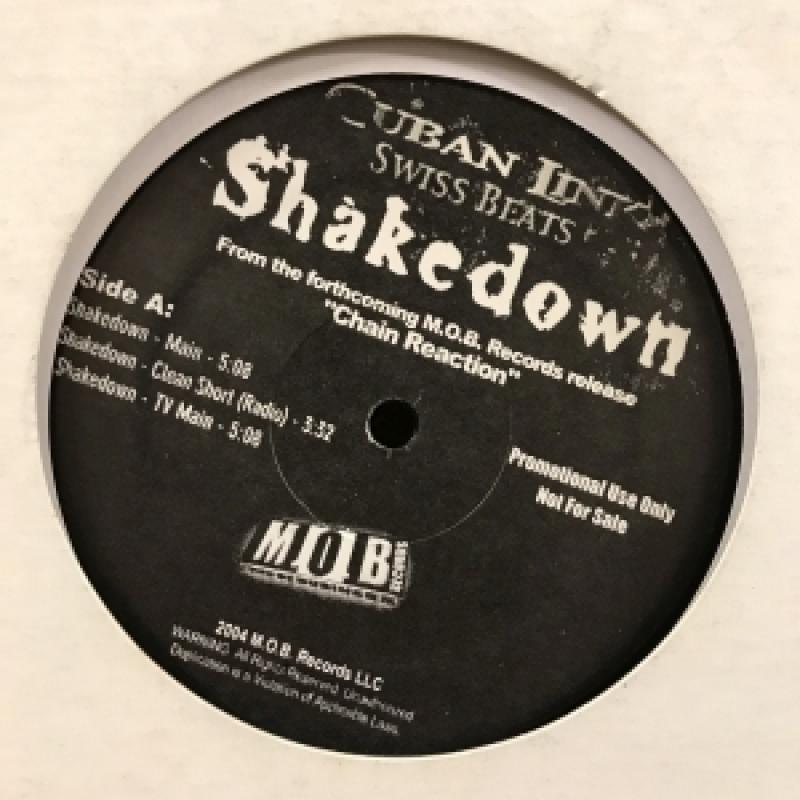 Cuban Link
Swiss Beats
Shakedown
From the forthcoming M.O.B. Records release
"Chain Reaction"
Side A:
Shakedown - Main - 5:08
Shakedown - Clean Short (Radio) - 3:32
Shakedown - TV Main - 5:08
Promotional Use Only
Not For Sale
M.O.B
RECORDS
2004 M.O.B. Records LLC
WARNING: All Rights Reserved. Unauthorized
Duplication is a Violation of Applicable Laws.